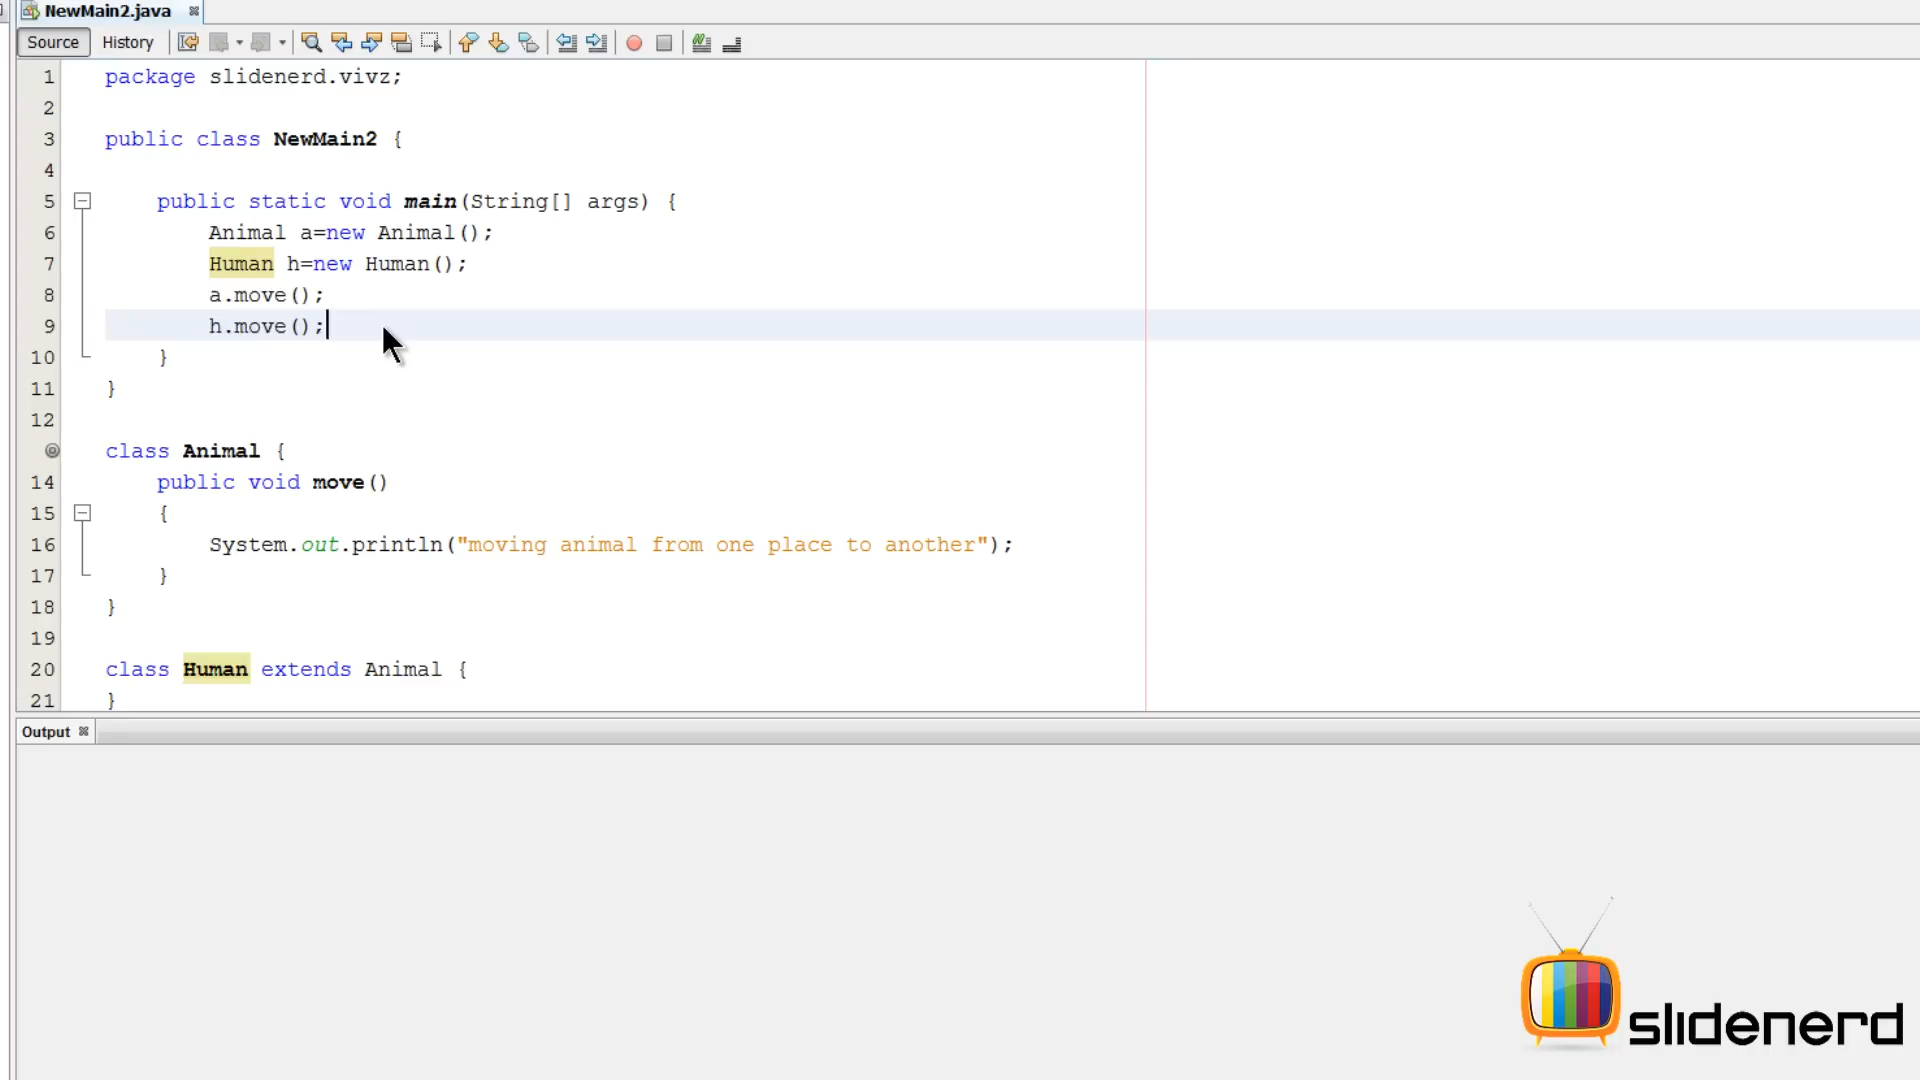 NewMain2.java
Source History
1 package slidenerd.vivz;
2
3 public class NewMain2 {
4
5 public static void main(String[] args) {
6 Animal a=new Animal();
7 Human h=new Human();
8 a.move();
9 h.move();
10 }
11 }
12
class Animal {
14 public void move()
15 {
16 System.out.println("moving animal from one place to another");
17 }
18 }
19
20 class Human extends Animal {
21 }
Output
slidenerd